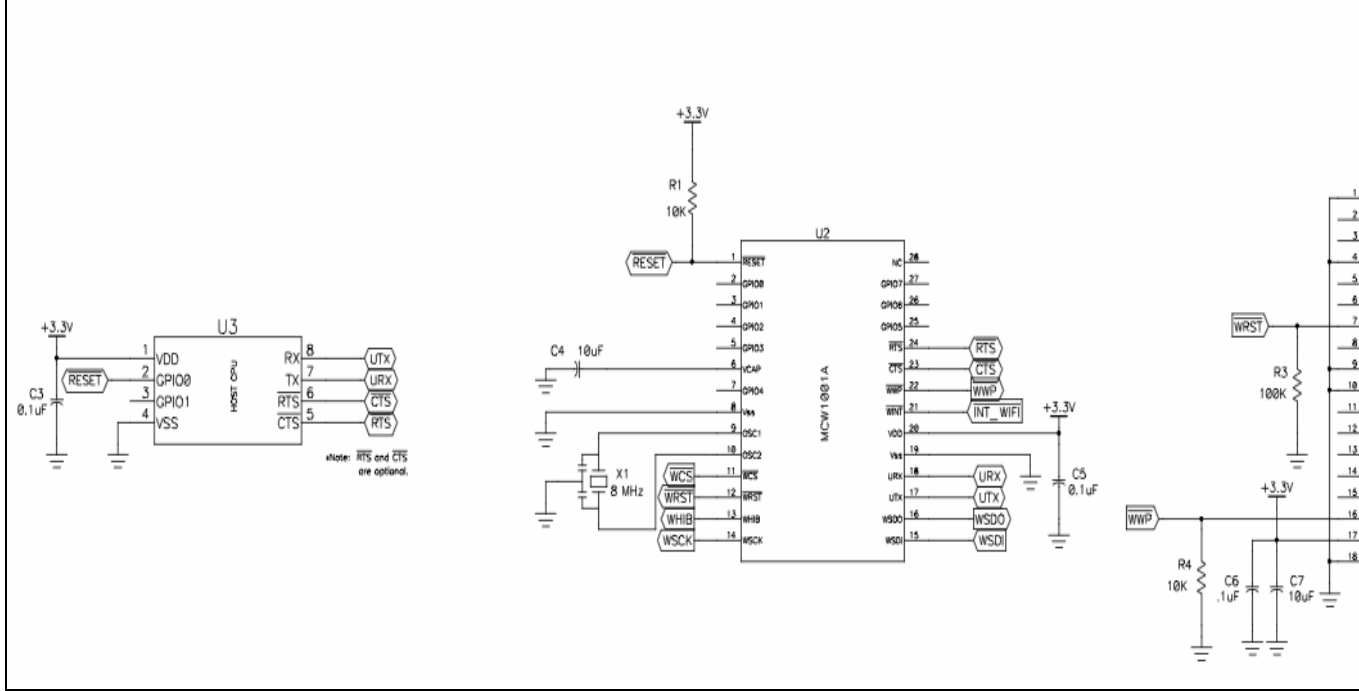 +3.3V
R1
10K
RESET
U2
MCW1001A
1 RESET
2 GPIO0
3 GPIO1
4 GPIO2
5 GPIO3
6 VCAP
7 GPIO4
8 Vss
9 OSC1
10 OSC2
11 WCS
12 WRST
13 WHIB
14 WSCK
NC 28
GPIO7 27
GPIO6 26
GPIO5 25
RTS 24
CTS 23
WWP 22
WINT 21
VDD 20
Vss 19
URX 18
UTX 17
WSDO 16
WSDI 15
RTS
CTS
WWP
INT_WIFI
URX
UTX
WSDO
WSDI
+3.3V
C5
0.1uF
C4 10uF
X1
8 MHz
WCS
WRST
WHIB
WSCK
+3.3V
C3
0.1uF
RESET
U3
HOST CPU
1 VDD
2 GPIO0
3 GPIO1
4 VSS
RX 8
TX 7
RTS 6
CTS 5
UTX
URX
CTS
RTS
*Note: RTS and CTS
are optional.
WRST
R3
100K
WWP
R4
10K
+3.3V
C6
.1uF
C7
10uF
1
2
3
4
5
6
7
8
9
10
11
12
13
14
15
16
17
18